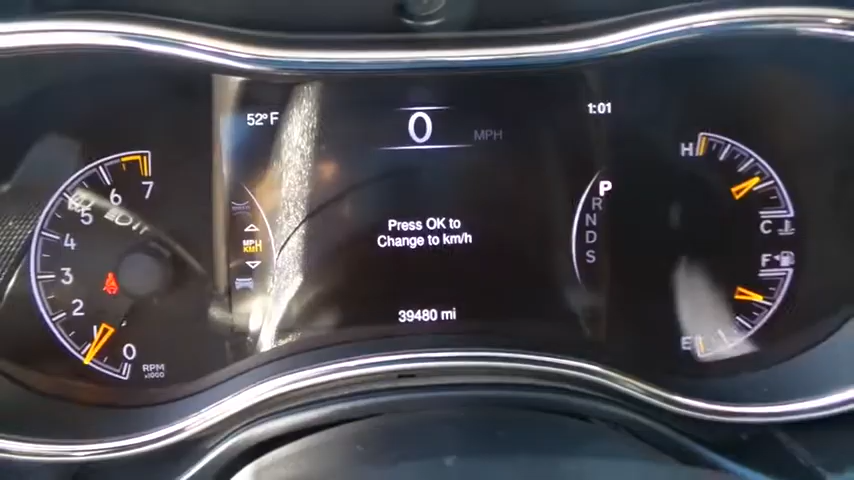 52°F
0 MPH
1:01
Press OK to
Change to km/h
39480 mi
MPH
KM/H
P
R
N
D
S
7
6
5
4
3
2
1
0
RPM
x1000
H
C
F
E